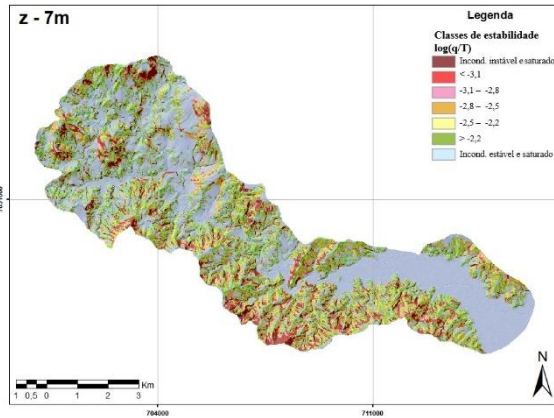 z - 7m
Legenda
Classes de estabilidade
log(q/T)
Incond. instável e saturado
< -3,1
-3,1 – -2,8
-2,8 – -2,5
-2,5 – -2,2
> -2,2
Incond. estável e saturado
N
1 0,5 0 1 2 3
Km
704000 711000